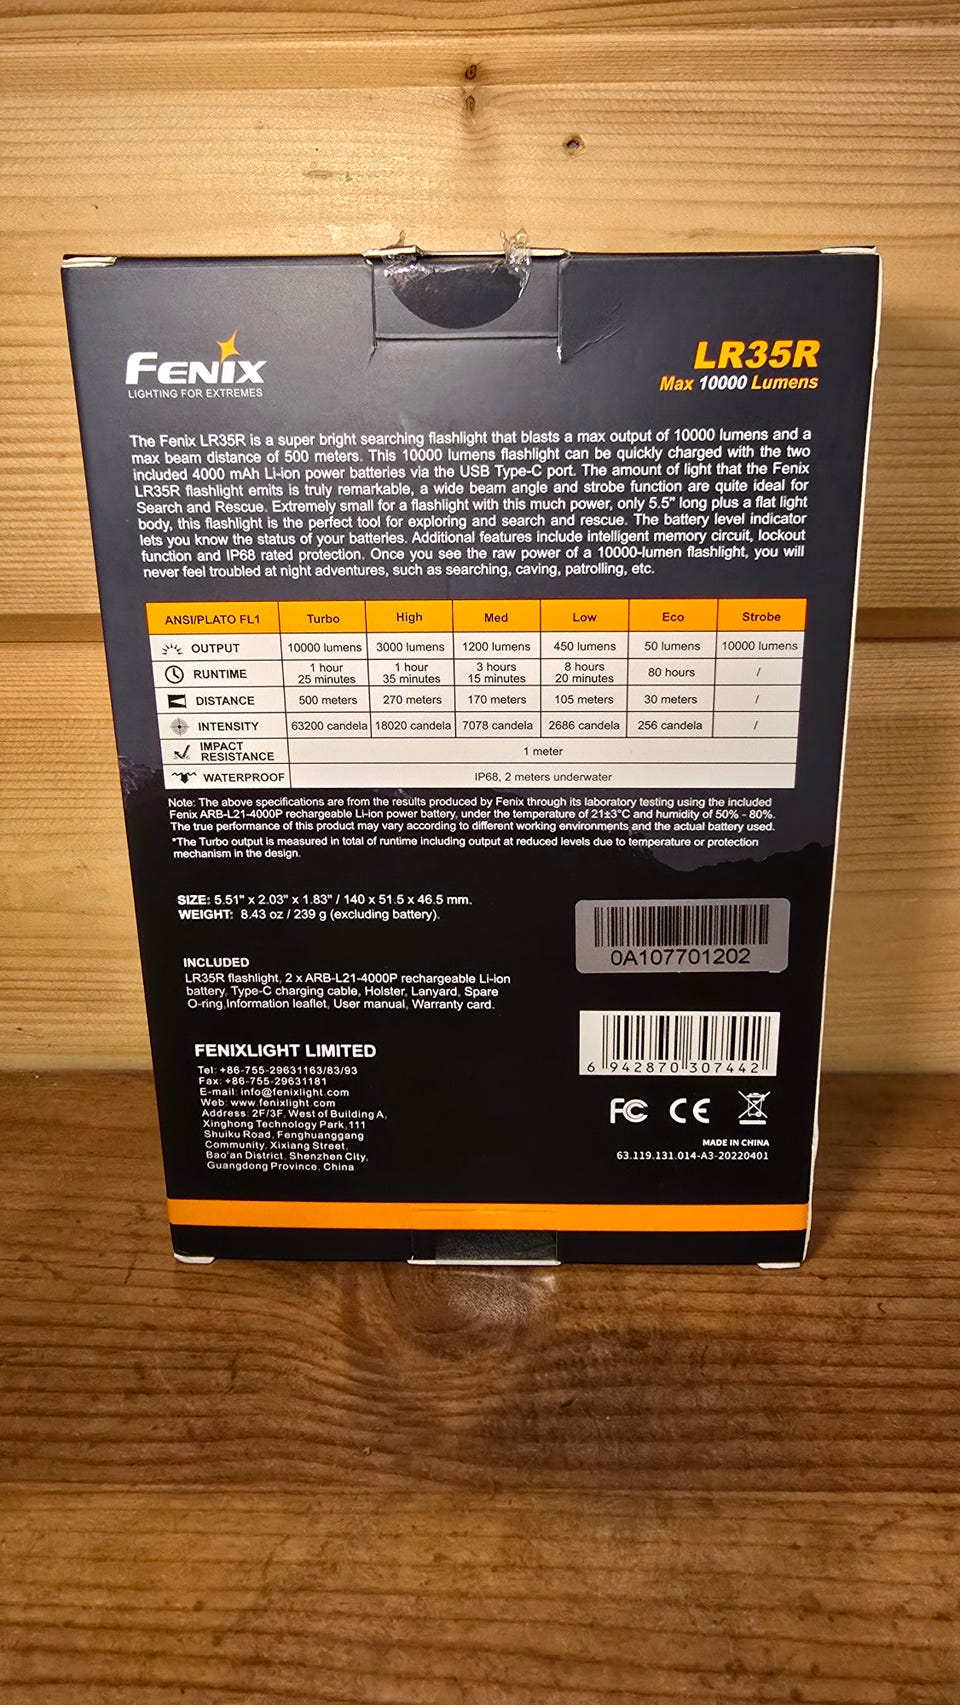 FENIX
LIGHTING FOR EXTREMES
LR35R
Max 10000 Lumens
The Fenix LR35R is a super bright searching flashlight that blasts a max output of 10000 lumens and a
max beam distance of 500 meters. This 10000 lumens flashlight can be quickly charged with the two
included 4000 mAh Li-ion power batteries via the USB Type-C port. The amount of light that the Fenix
LR35R flashlight emits is truly remarkable, a wide beam angle and strobe function are quite ideal for
Search and Rescue. Extremely small for a flashlight with this much power, only 5.5" long plus a flat light
body, this flashlight is the perfect tool for exploring and search and rescue. The battery level indicator
lets you know the status of your batteries. Additional features include intelligent memory circuit, lockout
function and IP68 rated protection. Once you see the raw power of a 10000-lumen flashlight, you will
never feel troubled at night adventures, such as searching, caving, patrolling, etc.
ANSI/PLATO FL1 Turbo High Med Low Eco Strobe
OUTPUT 10000 lumens 3000 lumens 1200 lumens 450 lumens 50 lumens 10000 lumens
RUNTIME 1 hour 25 minutes 1 hour 35 minutes 3 hours 15 minutes 8 hours 20 minutes 80 hours /
DISTANCE 500 meters 270 meters 170 meters 105 meters 30 meters /
INTENSITY 63200 candela 18020 candela 7078 candela 2686 candela 256 candela /
IMPACT RESISTANCE 1 meter
WATERPROOF IP68, 2 meters underwater
Note: The above specifications are from the results produced by Fenix through its laboratory testing using the included
Fenix ARB-L21-4000P rechargeable Li-ion power battery, under the temperature of 21±3°C and humidity of 50% - 80%.
The true performance of this product may vary according to different working environments and the actual battery used.
*The Turbo output is measured in total of runtime including output at reduced levels due to temperature or protection
mechanism in the design.
SIZE: 5.51" x 2.03" x 1.83" / 140 x 51.5 x 46.5 mm.
WEIGHT: 8.43 oz / 239 g (excluding battery).
INCLUDED
LR35R flashlight, 2 x ARB-L21-4000P rechargeable Li-ion
battery, Type-C charging cable, Holster, Lanyard, Spare
O-ring,Information leaflet, User manual, Warranty card.
0A107701202
6 942870 307442
FENIXLIGHT LIMITED
Tel: +86-755-29631163/83/93
Fax: +86-755-29631181
E-mail: info@fenixlight.com
Web: www.fenixlight.com
Address: 2F/3F, West of Building A,
Xinghong Technology Park,111
Shuiku Road, Fenghuanggang
Community, Xixiang Street,
Bao'an District, Shenzhen City,
Guangdong Province, China
FC CE
MADE IN CHINA
63.119.131.014-A3-20220401